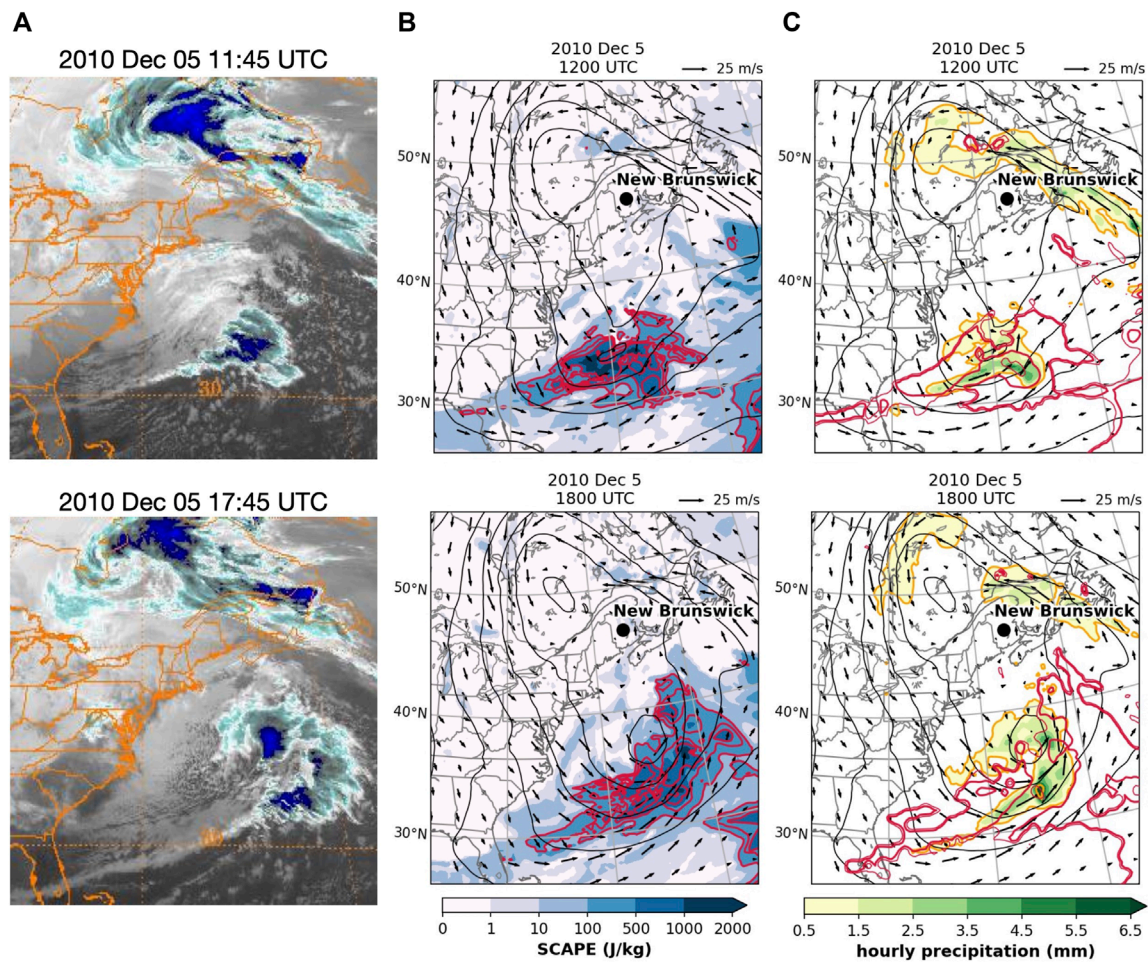 A
B
C
2010 Dec 05 11:45 UTC
2010 Dec 5
1200 UTC
25 m/s
2010 Dec 5
1200 UTC
25 m/s
50°N
New Brunswick
40°N
30°N
50°N
New Brunswick
40°N
30°N
30
2010 Dec 05 17:45 UTC
2010 Dec 5
1800 UTC
25 m/s
2010 Dec 5
1800 UTC
25 m/s
50°N
New Brunswick
40°N
30°N
50°N
New Brunswick
40°N
30°N
0 1 10 100 500 1000 2000
SCAPE (J/kg)
0.5 1.5 2.5 3.5 4.5 5.5 6.5
hourly precipitation (mm)